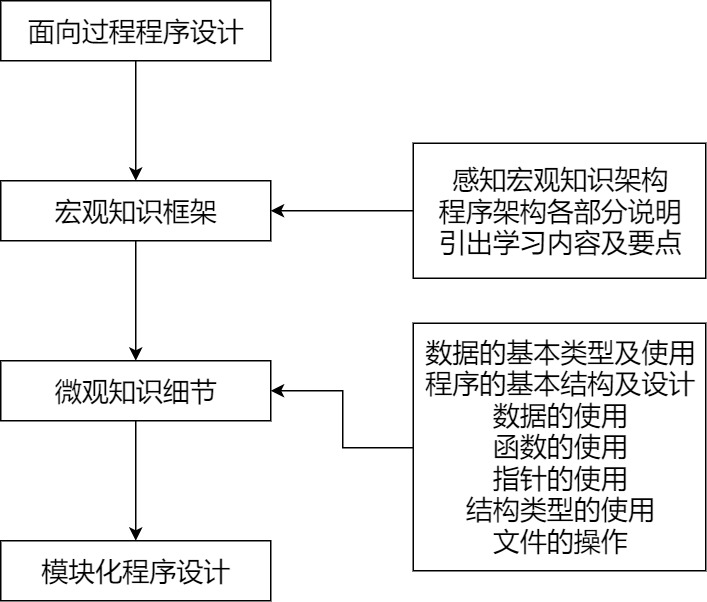 面向过程程序设计
宏观知识框架
感知宏观知识架构
程序架构各部分说明
引出学习内容及要点
微观知识细节
数据的基本类型及使用
程序的基本结构及设计
数据的使用
函数的使用
指针的使用
结构类型的使用
文件的操作
模块化程序设计